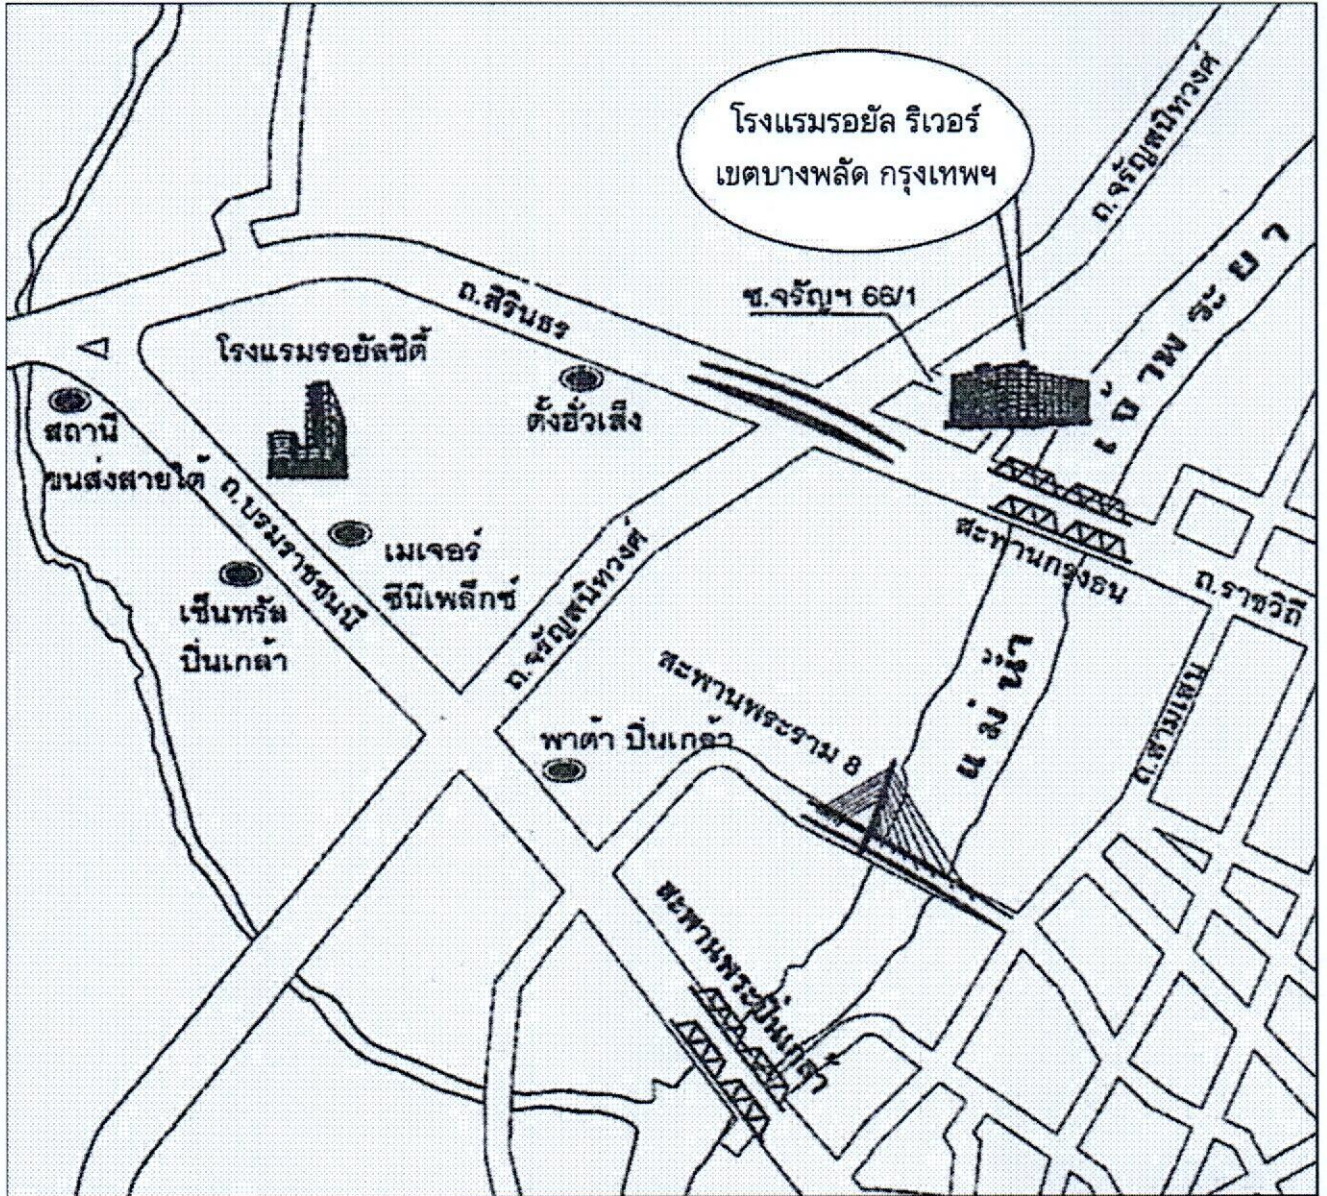 โรงแรมรอยัล ริเวอร์
เขตบางพลัด กรุงเทพฯ
ถ.จรัญสนิทวงศ์
ซ.จรัญฯ 66/1
ถ.สิรินธร
โรงแรมรอยัลซิตี้
ตั้งฮั่วเส็ง
สถานี
ขนส่งสายใต้
ถ.บรมราชชนนี
เมเจอร์
ซีนีเพล็กซ์
เซ็นทรัล
ปิ่นเกล้า
ถ.จรัญสนิทวงศ์
แม่น้ำ
เจ้าพระยา
สะพานกรุงธน
ถ.ราชวิถี
ถ.สามเสน
สะพานพระราม 8
พาต้า ปิ่นเกล้า
สะพานพระปิ่นเกล้า